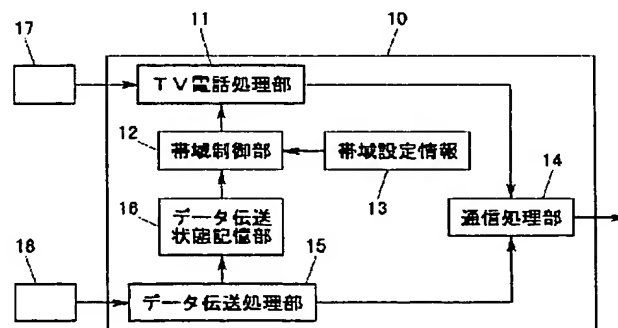 17
11
10
TV電話処理部
12
帯域制御部
帯域設定情報
13
14
通信処理部
16
データ伝送
状態記憶部
18
15
データ伝送処理部